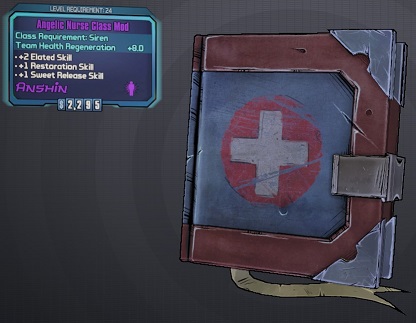 LEVEL REQUIREMENT: 24
Angelic Nurse Class Mod
Class Requirement: Siren
Team Health Regeneration +8.0
• +2 Elated Skill
• +1 Restoration Skill
• +1 Sweet Release Skill
ANSHIN
$2,295